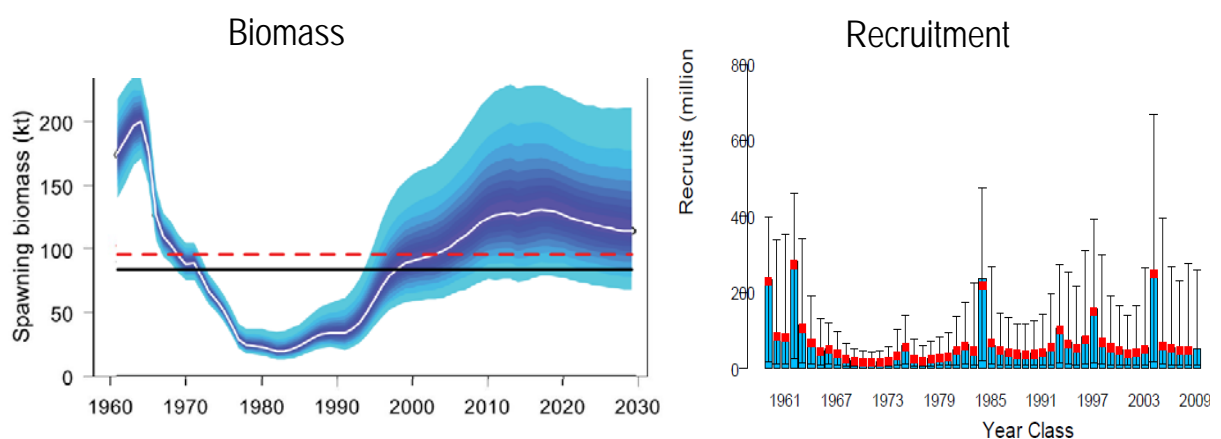 Biomass
Spawning biomass (kt)
200
150
100
50
0
1960 1970 1980 1990 2000 2010 2020 2030
Recruitment
Recruits (million
800
600
400
200
0
1961 1967 1973 1979 1985 1991 1997 2003 2009
Year Class